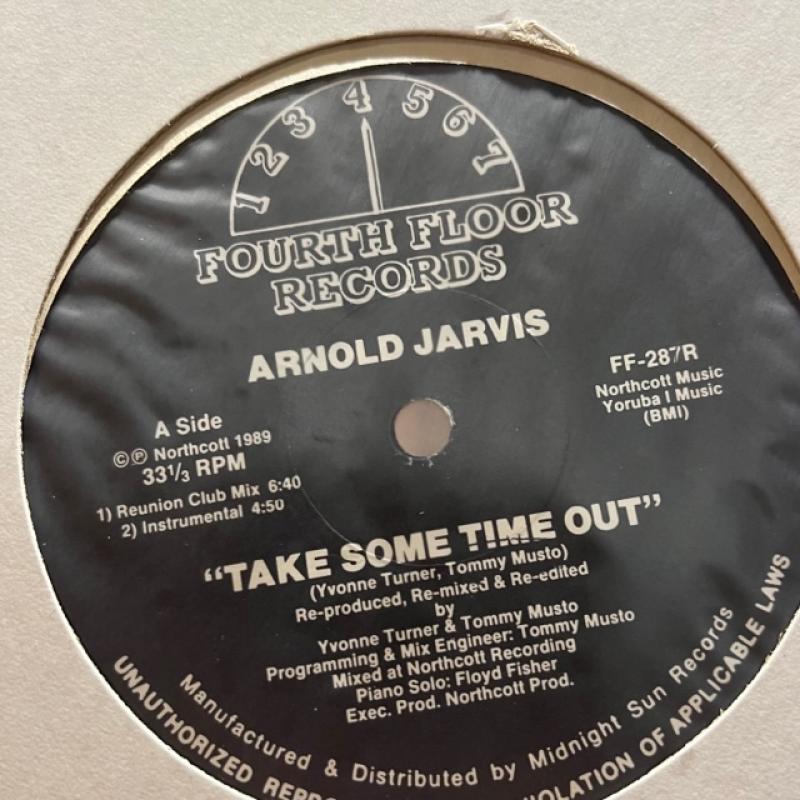 1 2 3 4 5 6 7
FOURTH FLOOR
RECORDS
ARNOLD JARVIS
FF-287R
Northcott Music
Yoruba I Music
(BMI)
A Side
©℗ Northcott 1989
33⅓ RPM
1) Reunion Club Mix 6:40
2) Instrumental 4:50
"TAKE SOME TIME OUT"
(Yvonne Turner, Tommy Musto)
Re-produced, Re-mixed & Re-edited
by
Yvonne Turner & Tommy Musto
Programming & Mix Engineer: Tommy Musto
Mixed at Northcott Recording
Piano Solo: Floyd Fisher
Exec. Prod. Northcott Prod.
Manufactured & Distributed by Midnight Sun Records
UNAUTHORIZED OF APPLICABLE LAWS